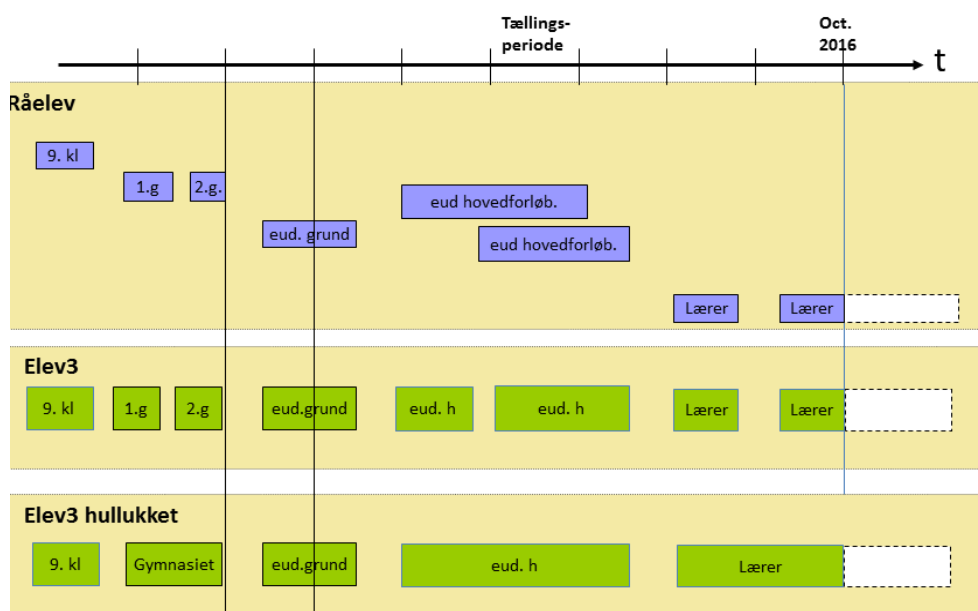 Tællings-
periode
Oct.
2016
t
Råelev
9. kl
1.g
2.g.
eud hovedforløb.
eud. grund
eud hovedforløb.
Lærer
Lærer
Elev3
9. kl
1.g
2.g
eud.grund
eud. h
eud. h
Lærer
Lærer
Elev3 hullukket
9. kl
Gymnasiet
eud.grund
eud. h
Lærer